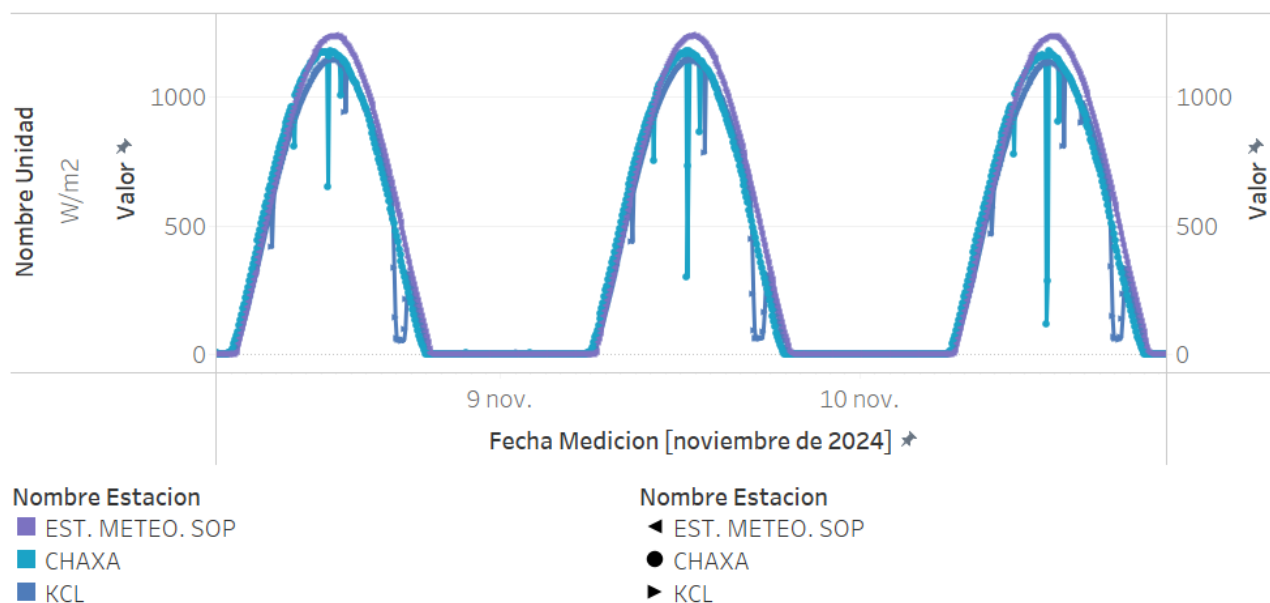 Nombre Unidad
W/m2
Valor
1000
500
0
1000
500
0
Valor
9 nov.
10 nov.
Fecha Medicion [noviembre de 2024]
Nombre Estacion
EST. METEO. SOP
CHAXA
KCL
Nombre Estacion
EST. METEO. SOP
CHAXA
KCL